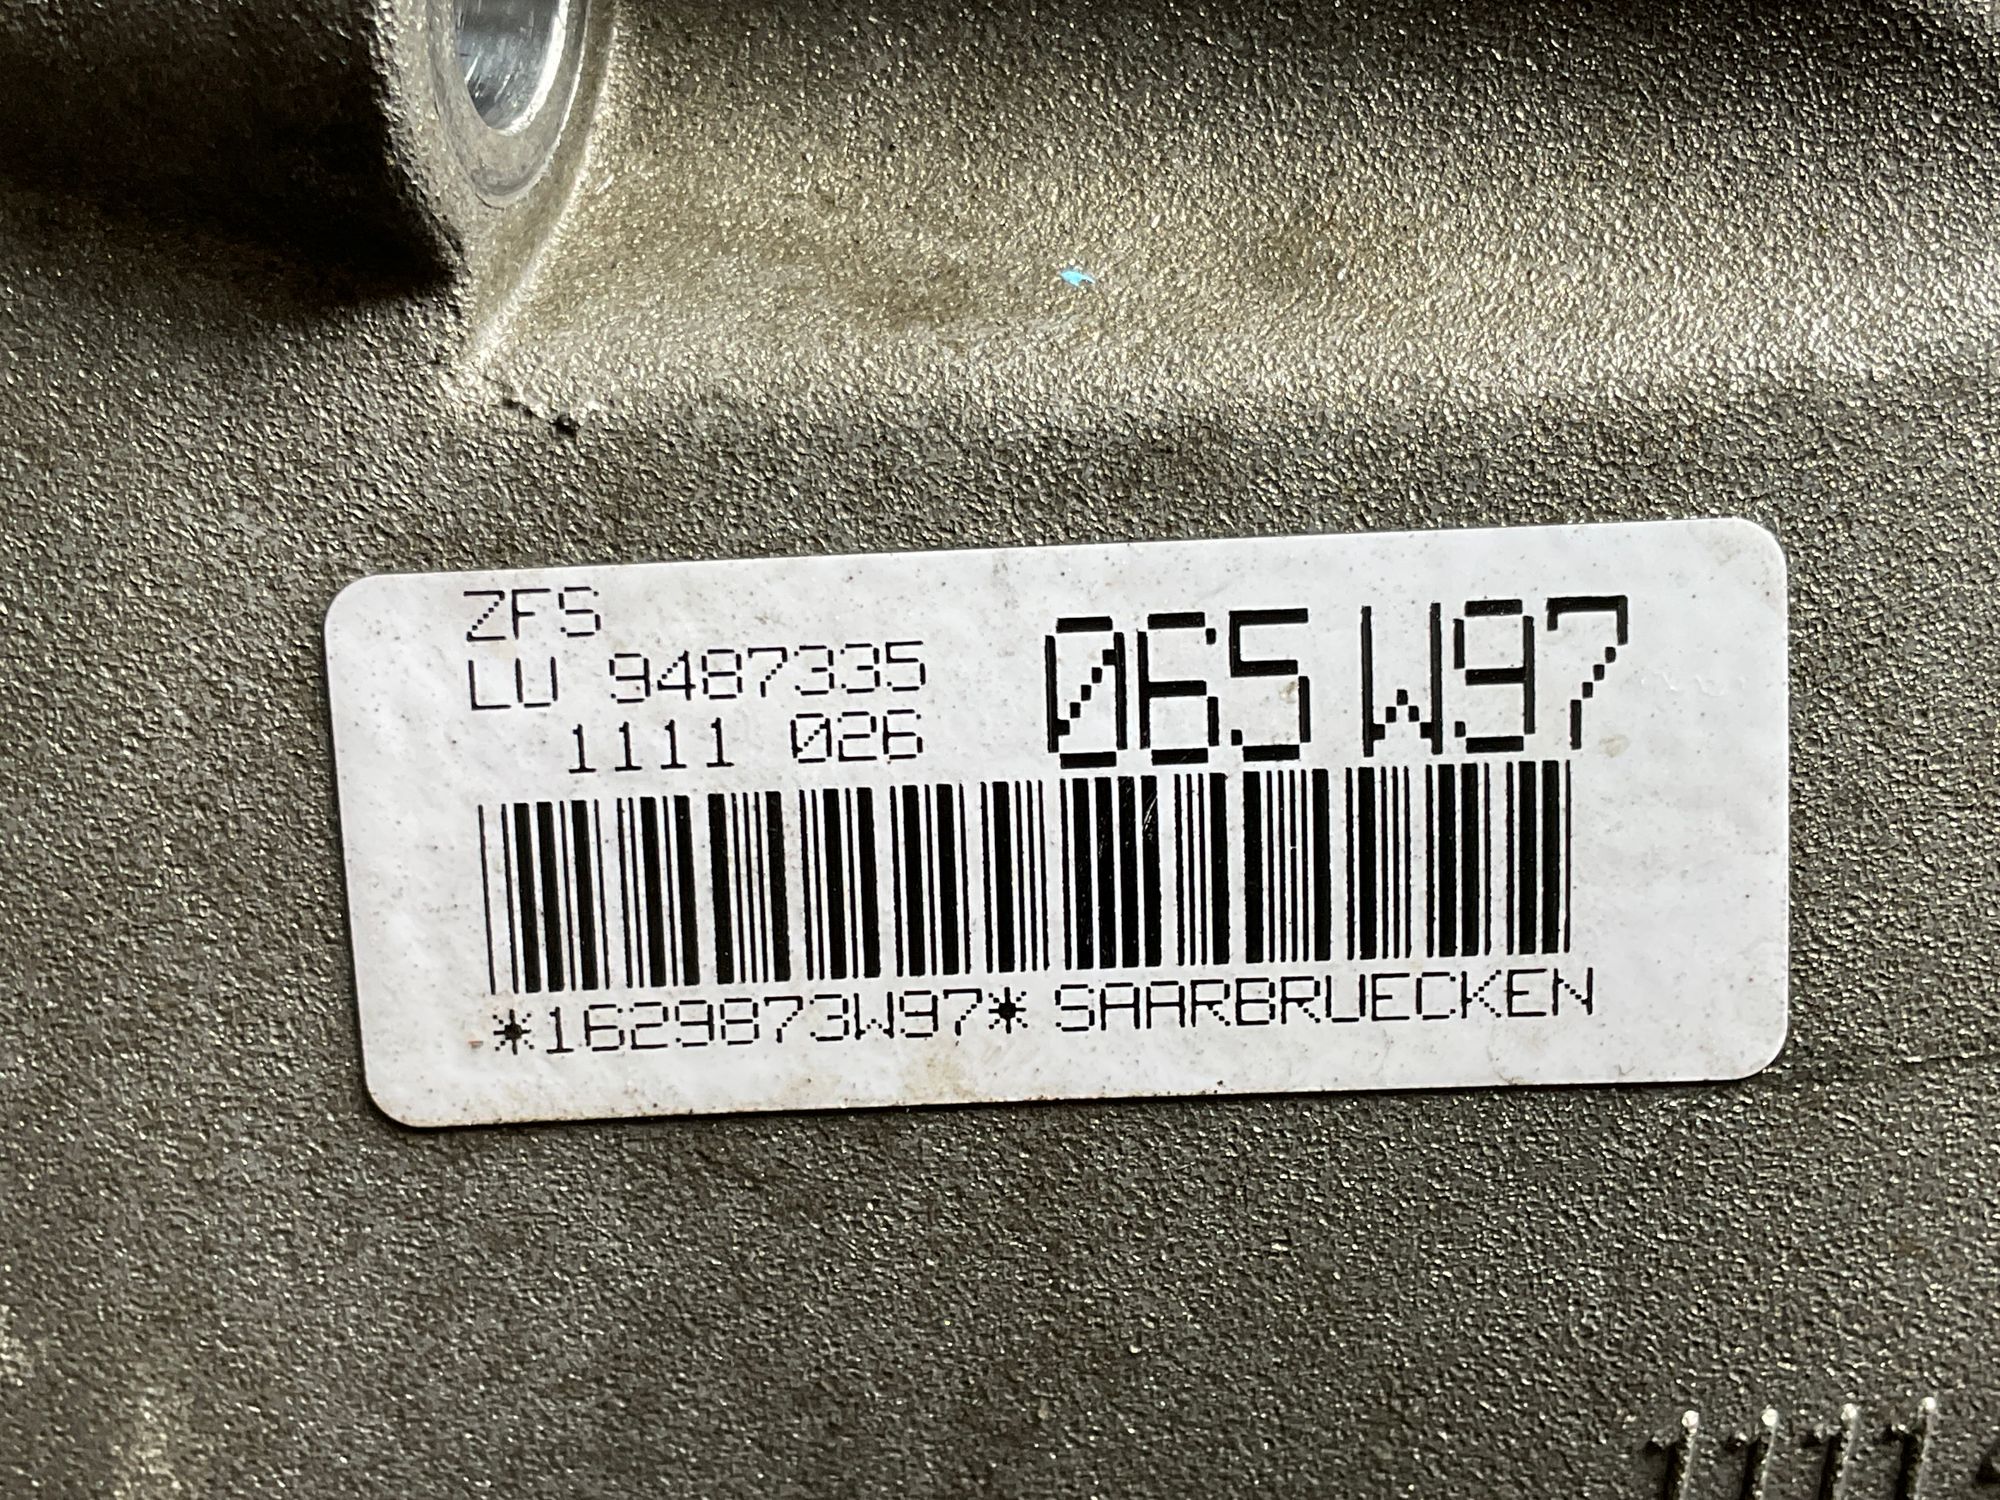 ZFS
LU 9487335
1111 026
065 W97
*1629873W97* SAARBRUECKEN